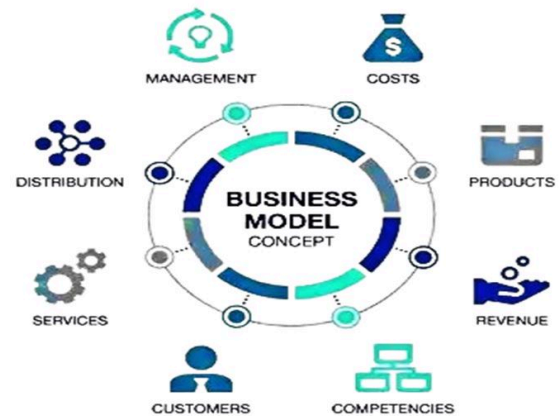 MANAGEMENT
COSTS
$
DISTRIBUTION
PRODUCTS
BUSINESS
MODEL
CONCEPT
SERVICES
REVENUE
CUSTOMERS
COMPETENCIES